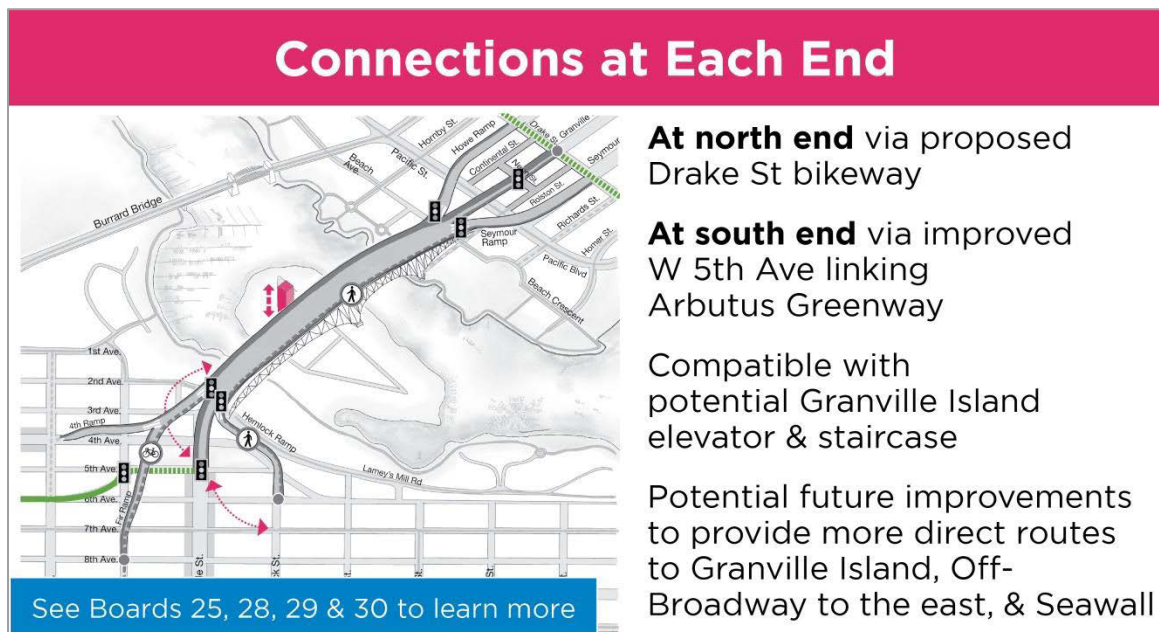 Connections at Each End
At north end via proposed
Drake St bikeway
At south end via improved
W 5th Ave linking
Arbutus Greenway
Compatible with
potential Granville Island
elevator & staircase
Potential future improvements
to provide more direct routes
to Granville Island, Off-
Broadway to the east, & Seawall
Hornby St.
Howe Ramp
Drake St
Granville
Continental St.
Seymour
Beach
Ave.
Pacific St.
Rolston St.
Burrard Bridge
Richards St.
Seymour
Ramp
Homer St.
Pacific Blvd
Beach Crescent
1st Ave.
2nd Ave.
3rd Ave.
4th Ramp
4th Ave.
Hemlock Ramp
5th Ave.
Lamey's Mill Rd
6th Ave.
Fir Ramp
7th Ave.
8th Ave.
See Boards 25, 28, 29 & 30 to learn more